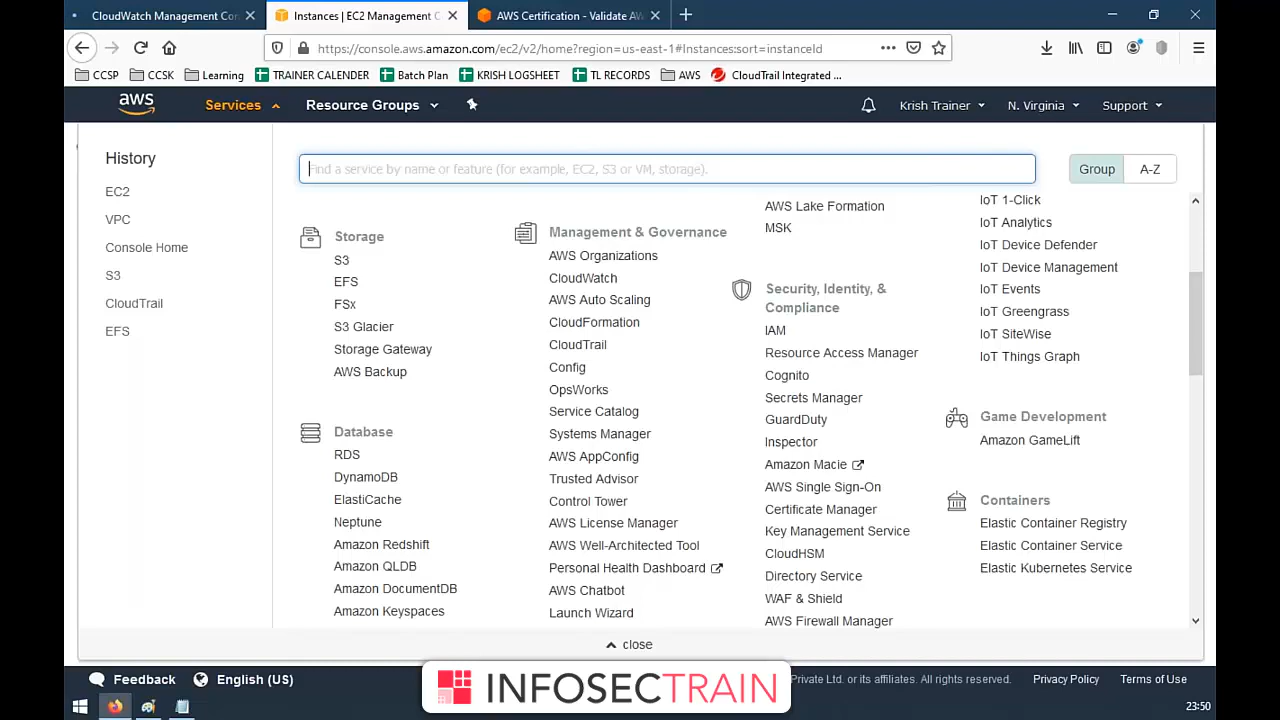 CloudWatch Management Con
Instances | EC2 Management C
AWS Certification - Validate AW
https://console.aws.amazon.com/ec2/v2/home?region=us-east-1#Instances:sort=instanceId
CCSP
CCSK
Learning
TRAINER CALENDER
Batch Plan
KRISH LOGSHEET
TL RECORDS
AWS
CloudTrail Integrated ...
aws
Services
Resource Groups
Krish Trainer
N. Virginia
Support
History
EC2
VPC
Console Home
S3
CloudTrail
EFS
Find a service by name or feature (for example, EC2, S3 or VM, storage).
Group
A-Z
Storage
S3
EFS
FSx
S3 Glacier
Storage Gateway
AWS Backup
Database
RDS
DynamoDB
ElastiCache
Neptune
Amazon Redshift
Amazon QLDB
Amazon DocumentDB
Amazon Keyspaces
Management & Governance
AWS Organizations
CloudWatch
AWS Auto Scaling
CloudFormation
CloudTrail
Config
OpsWorks
Service Catalog
Systems Manager
AWS AppConfig
Trusted Advisor
Control Tower
AWS License Manager
AWS Well-Architected Tool
Personal Health Dashboard
AWS Chatbot
Launch Wizard
AWS Lake Formation
MSK
Security, Identity, &
Compliance
IAM
Resource Access Manager
Cognito
Secrets Manager
GuardDuty
Inspector
Amazon Macie
AWS Single Sign-On
Certificate Manager
Key Management Service
CloudHSM
Directory Service
WAF & Shield
AWS Firewall Manager
IoT 1-Click
IoT Analytics
IoT Device Defender
IoT Device Management
IoT Events
IoT Greengrass
IoT SiteWise
IoT Things Graph
Game Development
Amazon GameLift
Containers
Elastic Container Registry
Elastic Container Service
Elastic Kubernetes Service
close
Feedback
English (US)
Private Ltd. or its affiliates. All rights reserved.
Privacy Policy
Terms of Use
INFOSECTRAIN
23:50